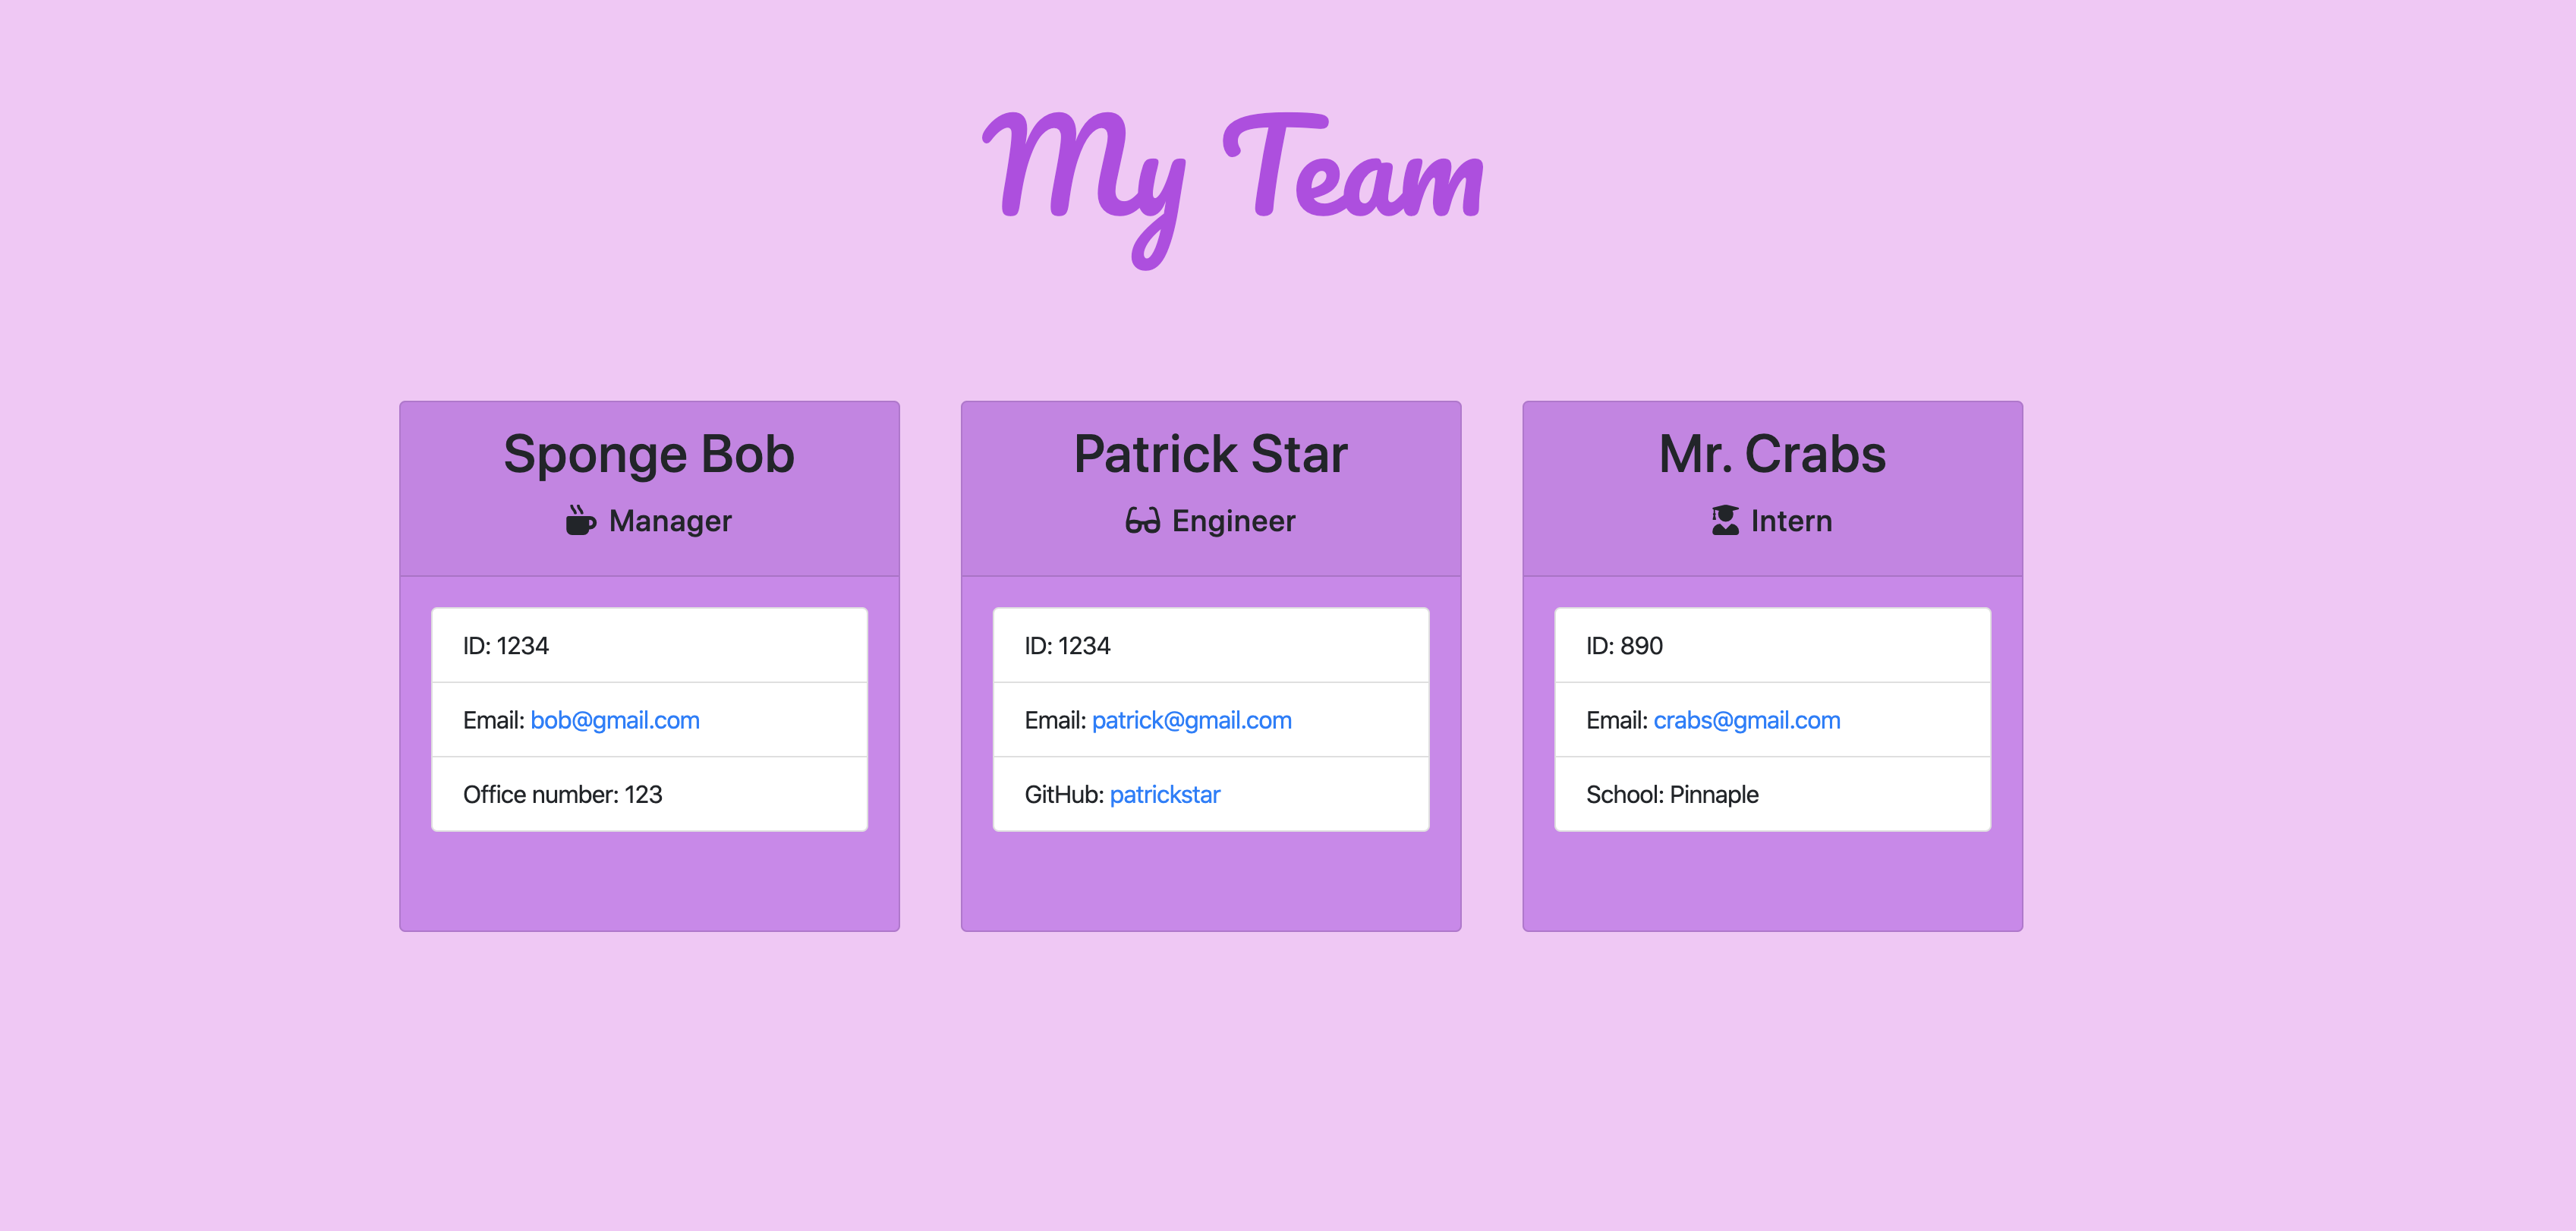 My Team
Sponge Bob
Manager
ID: 1234
Email: bob@gmail.com
Office number: 123
Patrick Star
Engineer
ID: 1234
Email: patrick@gmail.com
GitHub: patrickstar
Mr. Crabs
Intern
ID: 890
Email: crabs@gmail.com
School: Pinnaple